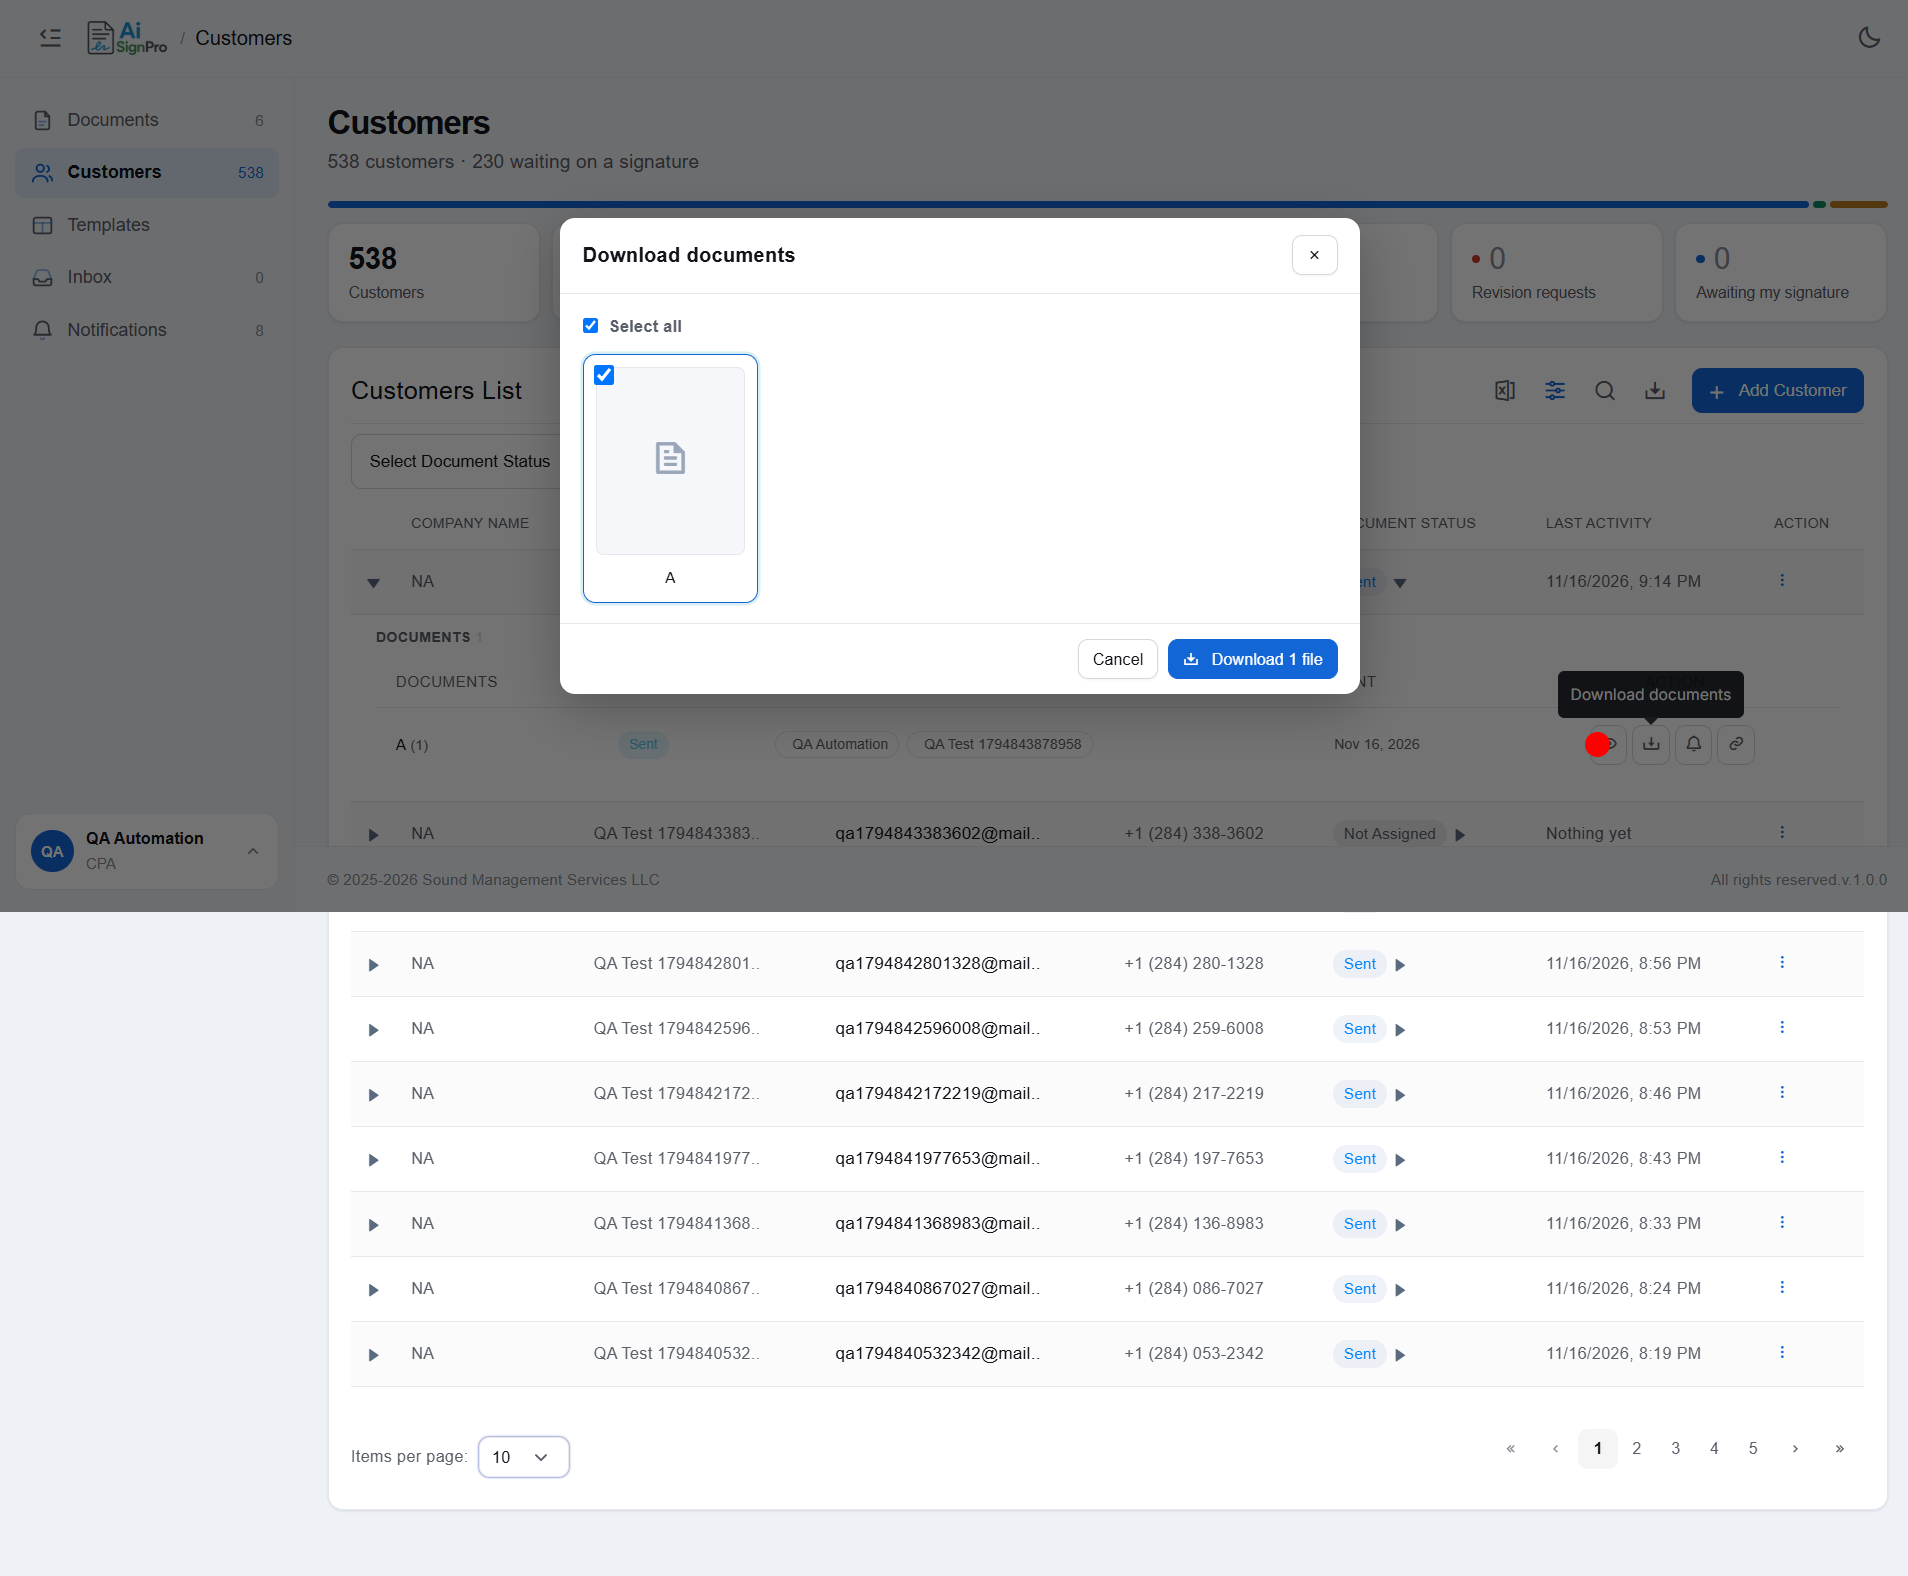 Ai SignPro / Customers
Documents 6
Customers 538
Templates
Inbox 0
Notifications 8
QA
QA Automation
CPA
Customers
538 customers · 230 waiting on a signature
538
Customers
0
Revision requests
0
Awaiting my signature
Customers List
+ Add Customer
Select Document Status
COMPANY NAME
CUMENT STATUS
LAST ACTIVITY
ACTION
NA
nt
11/16/2026, 9:14 PM
DOCUMENTS 1
DOCUMENTS
NT
ACTION
Download documents
A (1)
Sent
QA Automation
QA Test 1794843878958
Nov 16, 2026
NA QA Test 1794843383.. qa1794843383602@mail.. +1 (284) 338-3602 Not Assigned Nothing yet
© 2025-2026 Sound Management Services LLC
All rights reserved.v.1.0.0
Download documents
×
Select all
A
Cancel
Download 1 file
NA QA Test 1794842801.. qa1794842801328@mail.. +1 (284) 280-1328 Sent 11/16/2026, 8:56 PM
NA QA Test 1794842596.. qa1794842596008@mail.. +1 (284) 259-6008 Sent 11/16/2026, 8:53 PM
NA QA Test 1794842172.. qa1794842172219@mail.. +1 (284) 217-2219 Sent 11/16/2026, 8:46 PM
NA QA Test 1794841977.. qa1794841977653@mail.. +1 (284) 197-7653 Sent 11/16/2026, 8:43 PM
NA QA Test 1794841368.. qa1794841368983@mail.. +1 (284) 136-8983 Sent 11/16/2026, 8:33 PM
NA QA Test 1794840867.. qa1794840867027@mail.. +1 (284) 086-7027 Sent 11/16/2026, 8:24 PM
NA QA Test 1794840532.. qa1794840532342@mail.. +1 (284) 053-2342 Sent 11/16/2026, 8:19 PM
Items per page: 10
« ‹ 1 2 3 4 5 › »